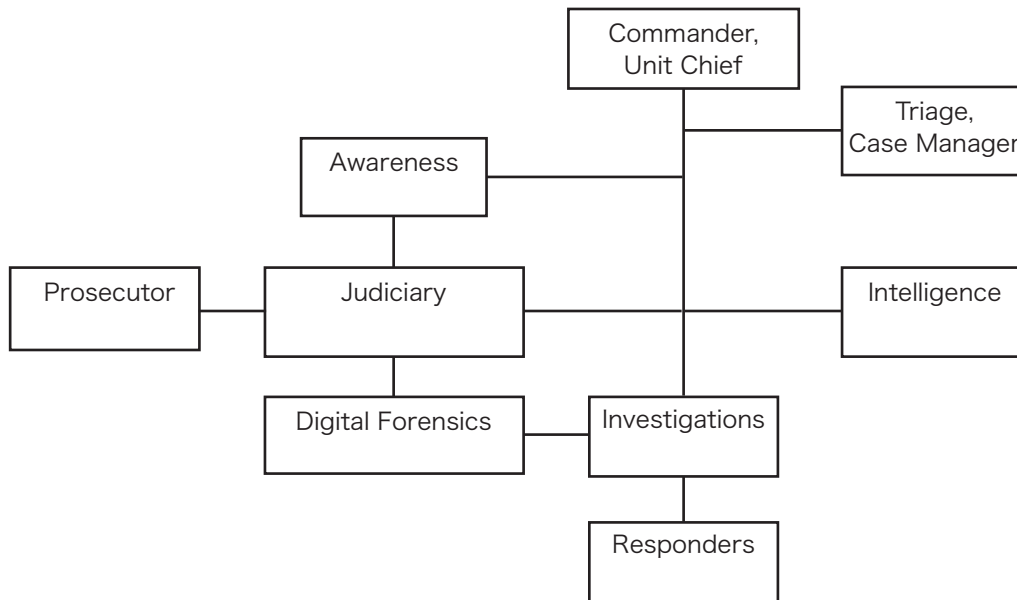 Commander,
Unit Chief
Triage,
Case Manager
Awareness
Prosecutor
Judiciary
Intelligence
Digital Forensics
Investigations
Responders